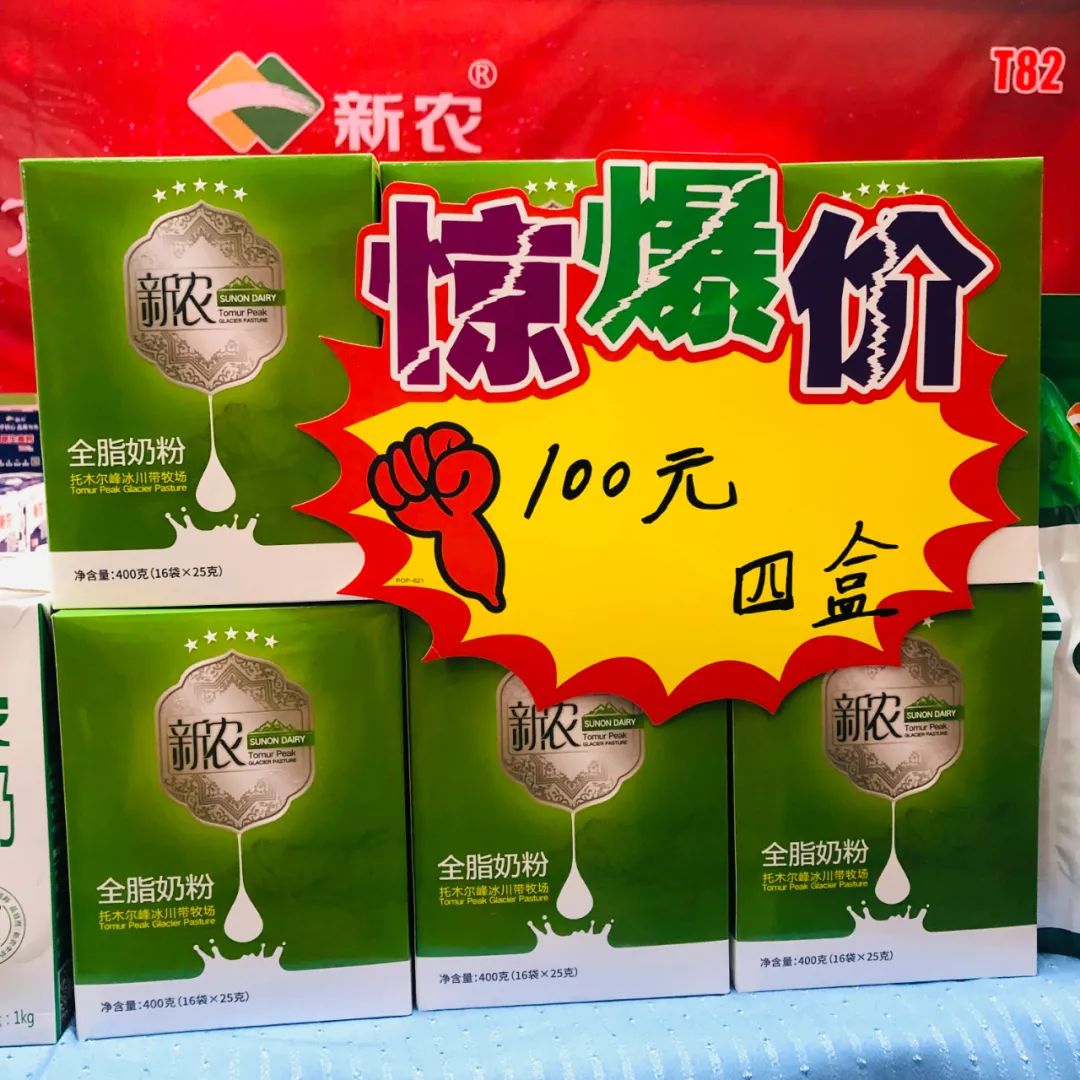 新农®
T82
新农
SUNON DAIRY
Tomur Peak
GLACIER PASTURE
全脂奶粉
托木尔峰冰川带牧场
Tomur Peak Glacier Pasture
净含量:400克(16袋×25克)
惊爆价
100元
四盒
POP-621
新农
SUNON DAIRY
Tomur Peak
GLACIER PASTURE
全脂奶粉
托木尔峰冰川带牧场
Tomur Peak Glacier Pasture
净含量:400克(16袋×25克)
新农
SUNON DAIRY
Tomur Peak
GLACIER PASTURE
全脂奶粉
托木尔峰冰川带牧场
Tomur Peak Glacier Pasture
净含量:400克(16袋×25克)
新农
SUNON DAIRY
Tomur Peak
GLACIER PASTURE
全脂奶粉
托木尔峰冰川带牧场
Tomur Peak Glacier Pasture
净含量:400克(16袋×25克)
: 1kg